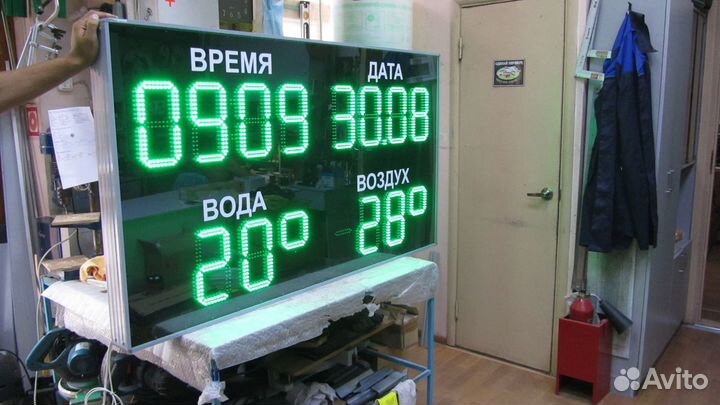 ВРЕМЯ
ДАТА
0909
30.08
ВОДА
ВОЗДУХ
20°
28°
Avito